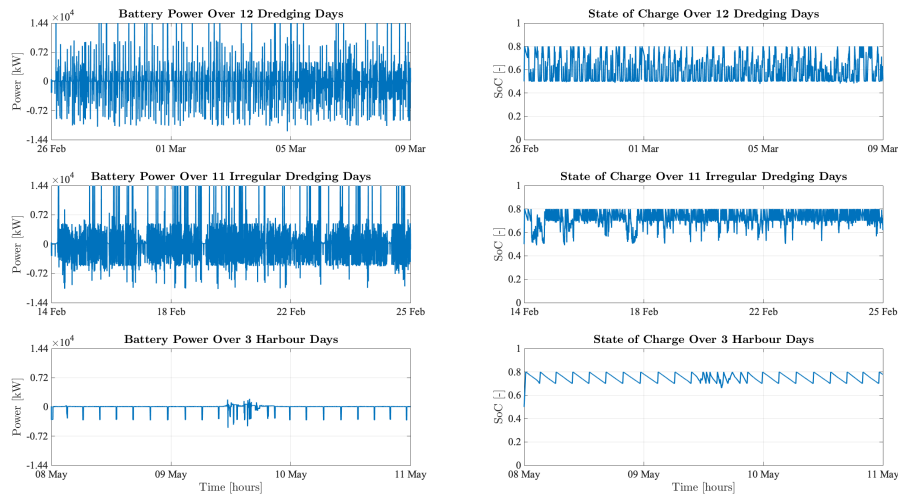 Battery Power Over 12 Dredging Days
×10⁴
1.44
0.72
0
-0.72
-1.44
Power [kW]
26 Feb 01 Mar 05 Mar 09 Mar
State of Charge Over 12 Dredging Days
1
0.8
0.6
0.4
0.2
0
SoC [-]
26 Feb 01 Mar 05 Mar 09 Mar
Battery Power Over 11 Irregular Dredging Days
×10⁴
1.44
0.72
0
-0.72
-1.44
Power [kW]
14 Feb 18 Feb 22 Feb 25 Feb
State of Charge Over 11 Irregular Dredging Days
1
0.8
0.6
0.4
0.2
0
SoC [-]
14 Feb 18 Feb 22 Feb 25 Feb
Battery Power Over 3 Harbour Days
×10⁴
1.44
0.72
0
-0.72
-1.44
Power [kW]
08 May 09 May 10 May 11 May
Time [hours]
State of Charge Over 3 Harbour Days
1
0.8
0.6
0.4
0.2
0
SoC [-]
08 May 09 May 10 May 11 May
Time [hours]